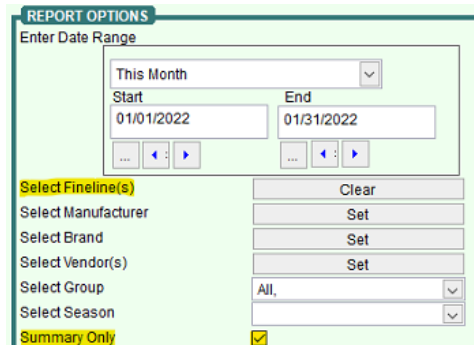 REPORT OPTIONS
Enter Date Range
This Month
Start End
01/01/2022 01/31/2022
... : ... :
Select Fineline(s) Clear
Select Manufacturer Set
Select Brand Set
Select Vendor(s) Set
Select Group All,
Select Season
Summary Only